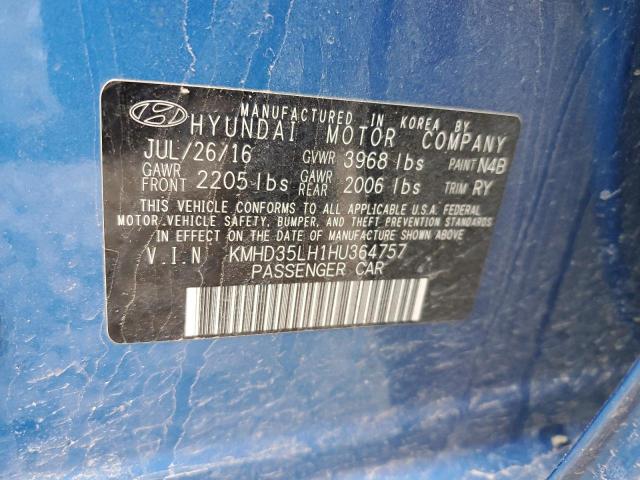 MANUFACTURED IN KOREA BY
HYUNDAI MOTOR COMPANY
JUL/26/16 GVWR 3968 lbs PAINT N4B
GAWR FRONT 2205 lbs GAWR REAR 2006 lbs TRIM RY
THIS VEHICLE CONFORMS TO ALL APPLICABLE U.S.A. FEDERAL
MOTOR VEHICLE SAFETY, BUMPER, AND THEFT PREVENTION STANDARDS
IN EFFECT ON THE DATE OF MANUFACTURE SHOWN ABOVE
V.I.N KMHD35LH1HU364757
PASSENGER CAR